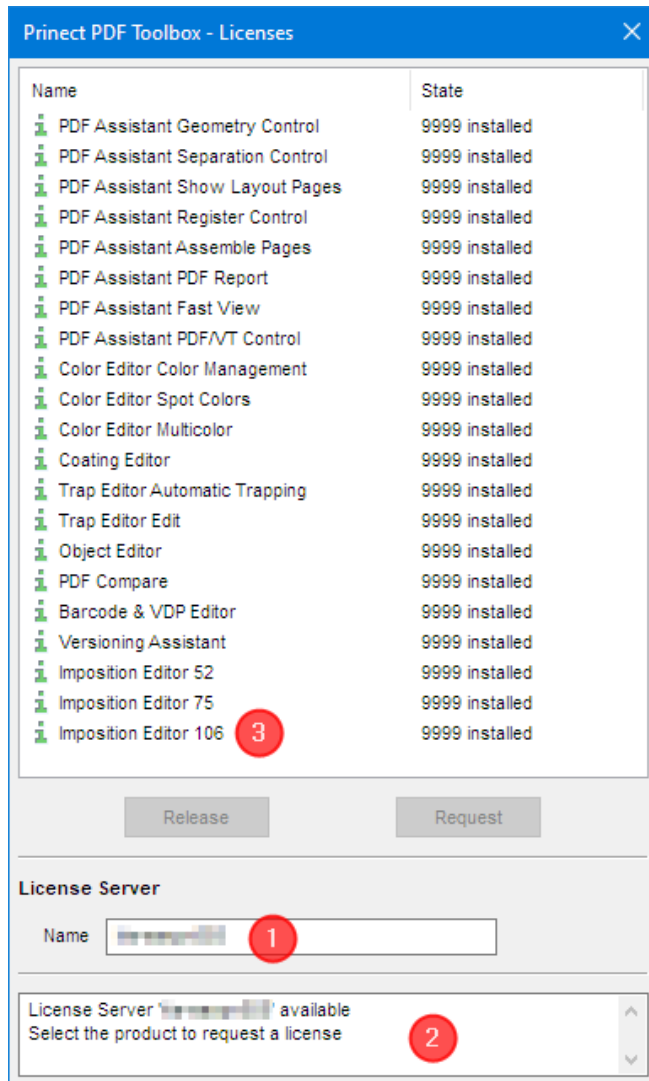 Prinect PDF Toolbox - Licenses
Name State
PDF Assistant Geometry Control 9999 installed
PDF Assistant Separation Control 9999 installed
PDF Assistant Show Layout Pages 9999 installed
PDF Assistant Register Control 9999 installed
PDF Assistant Assemble Pages 9999 installed
PDF Assistant PDF Report 9999 installed
PDF Assistant Fast View 9999 installed
PDF Assistant PDF/VT Control 9999 installed
Color Editor Color Management 9999 installed
Color Editor Spot Colors 9999 installed
Color Editor Multicolor 9999 installed
Coating Editor 9999 installed
Trap Editor Automatic Trapping 9999 installed
Trap Editor Edit 9999 installed
Object Editor 9999 installed
PDF Compare 9999 installed
Barcode & VDP Editor 9999 installed
Versioning Assistant 9999 installed
Imposition Editor 52 9999 installed
Imposition Editor 75 9999 installed
Imposition Editor 106 3 9999 installed
Release Request
License Server
Name 1
License Server ' ' available
Select the product to request a license 2